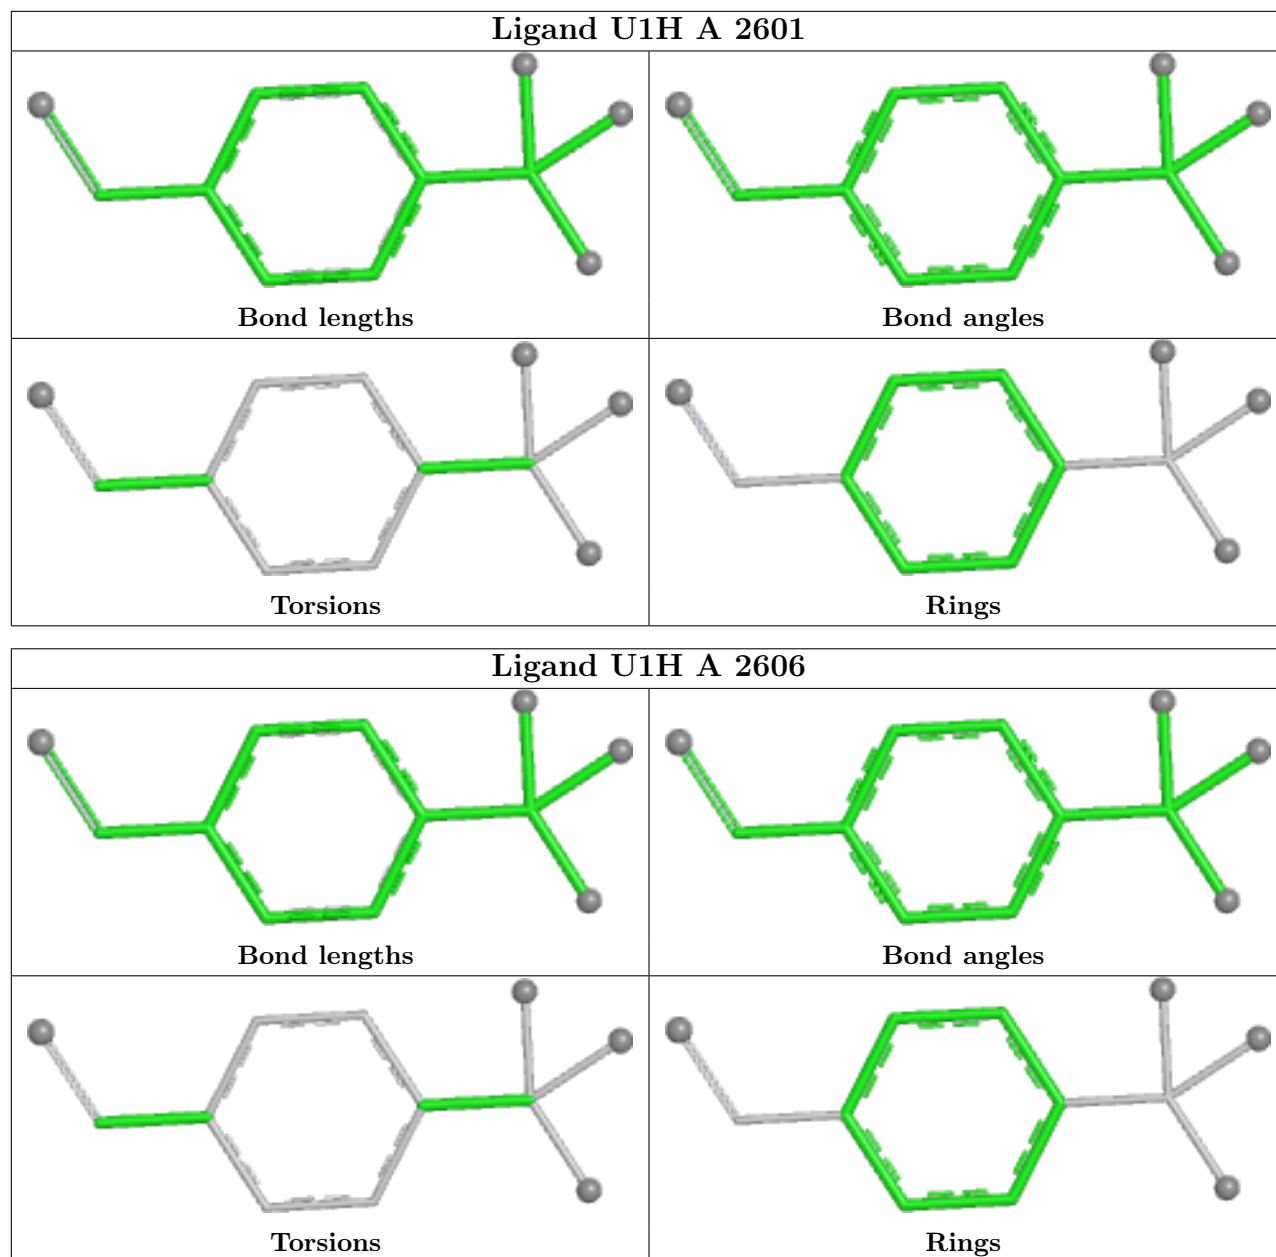 Ligand U1H A 2601
Bond lengths
Bond angles
Torsions
Rings
Ligand U1H A 2606
Bond lengths
Bond angles
Torsions
Rings